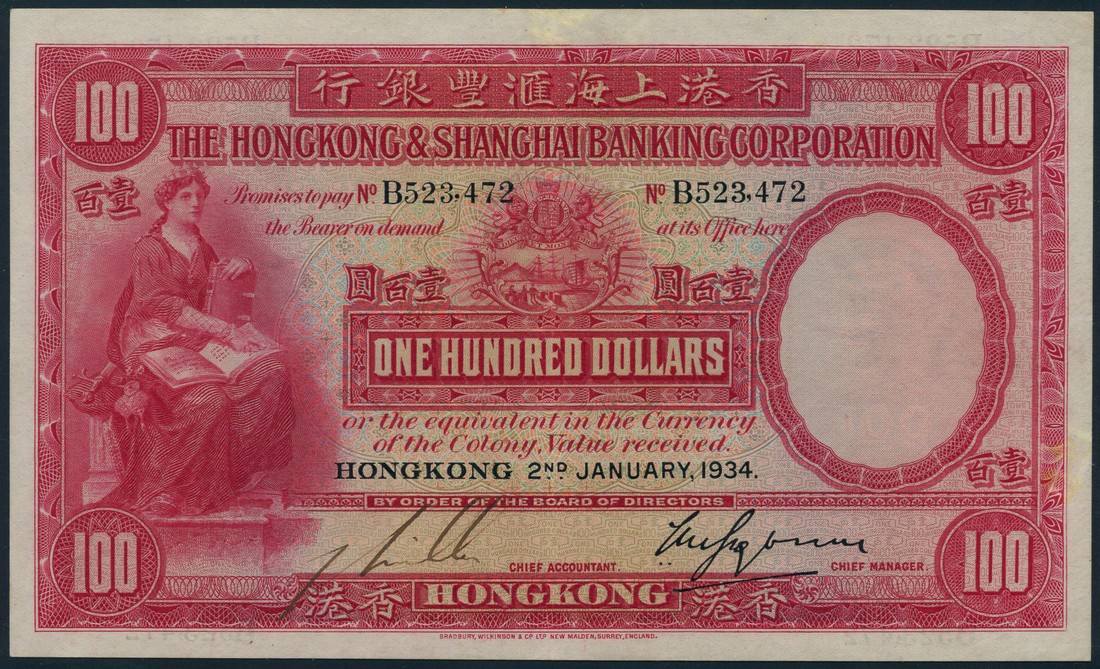 香港上海滙豐銀行
100
100
THE HONGKONG & SHANGHAI BANKING CORPORATION
壹百
壹百
Promises to pay Nº B523,472
Nº B523,472
the Bearer on demand
at its Office here
壹百圓
壹百圓
ONE HUNDRED DOLLARS
or the equivalent in the Currency
of the Colony, Value received.
HONGKONG 2ND JANUARY, 1934.
壹百
BY ORDER OF THE BOARD OF DIRECTORS
CHIEF ACCOUNTANT.
CHIEF MANAGER.
100
100
香港
HONGKONG
香港
BRADBURY, WILKINSON & Cº LTD NEW MALDEN, SURREY, ENGLAND.